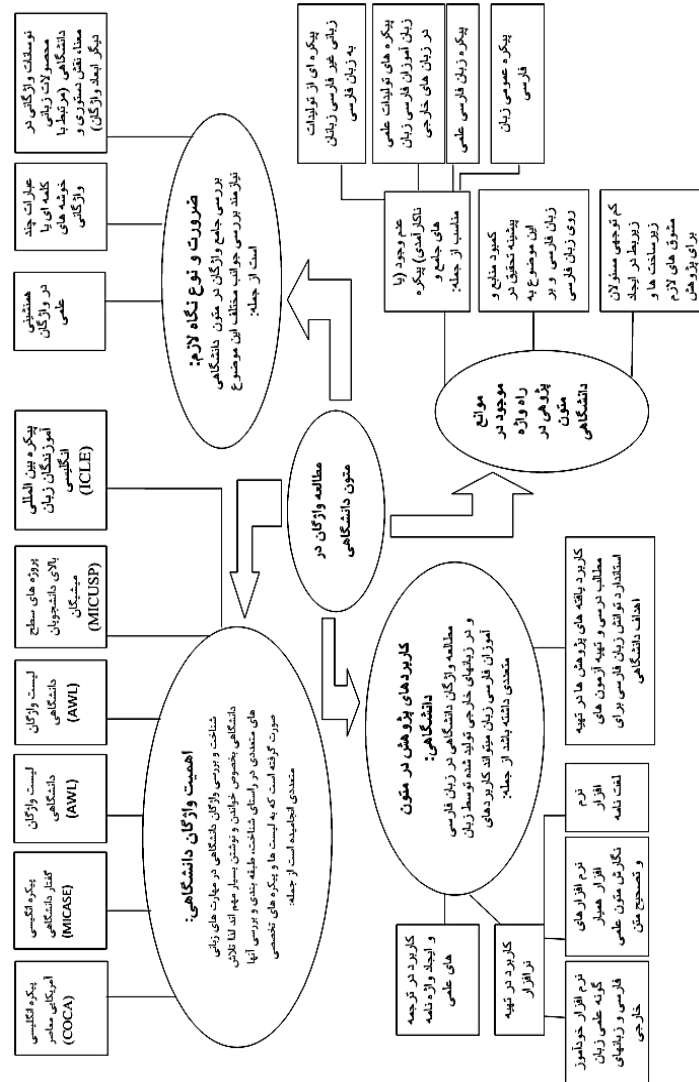 مطالعه واژگان در
متون دانشگاهی
اهمیت واژگان دانشگاهی:
شناخت و بررسی واژگان دانشگاهی در مهارت های زبانی
دانشگاهی بخصوص خواندن و نوشتن بسیار مهم اند لذا تلاش
های متعددی در راستای شناخت، طبقه بندی و بررسی آنها
صورت گرفته است که به لیست ها و پیکره های تخصصی
متعددی انجامیده است از جمله:
پیکره بین المللی
آموزندگان زبان
انگلیسی
(ICLE)
پروژه های سطح
بالای دانشجویان
میشیگان
(MICUSP)
لیست واژگان
دانشگاهی
(AWL)
لیست واژگان
دانشگاهی
(AWL)
پیکره انگیسی
گفتار دانشگاهی
(MICASE)
پیکره انگلیسی
آمریکایی معاصر
(COCA)
ضرورت و نوع نگاه لازم:
بررسی جامع واژگان در متون دانشگاهی
نیازمند بررسی جوانب مختلف این موضوع
است از جمله:
نوسانات واژگانی در
محصولات زبانی
دانشگاهی (مرتبط با
معنا، نقش دستوری و
دیگر ابعاد واژگان)
عبارات چند
کلمه ای یا
خوشه های
واژگانی
همنشینی
در واژگان
علمی
موانع
موجود در
راه واژه
پژوهی در
متون
دانشگاهی
عدم وجود (یا
ناکارآمدی) پیکره
های جامع و
مناسب از جمله:
پیکره ای از تولیدات
زبانی غیر فارسی زبانان
به زبان فارسی
پیکره های تولیدات علمی
زبان آموزان فارسی زبان
در زبان های خارجی
پیکره زبان فارسی علمی
پیکره عمومی زبان
فارسی
کمبرد منابع و
پیشینه تحقیق در
این موضوع به
زبان فارسی و بر
روی زبان فارسی
کم توجهی مسئولان
زیربط در ایجاد
زیرساخت ها و
مشوق های لازم
برای پژوهش
کاربردهای پژوهش در متون
دانشگاهی:
مطالعه واژگان دانشگاهی در زبان فارسی
و در زبانهای خارجی تولید شده توسط زبان
آموزان فارسی زبان میتواند کاربردهای
متعددی داشته باشد از جمله:
کاربرد یافته های پژوهش ها در تهیه
مطالب درسی و تهیه آزمون های
استاندارد توانش زبان فارسی برای
اهداف دانشگاهی
کاربرد در ترجمه
و ایجاد واژه نامه
های علمی
کاربرد در تهیه
نرافزار
نرم
افزار
لغت نامه
نرم افزارهای
افزار همیار
نگارش متون علمی
و تصحیح متن
نرم افزار خودآموز
گونه علمی زبان
فارسی و زبانهای
خارجی